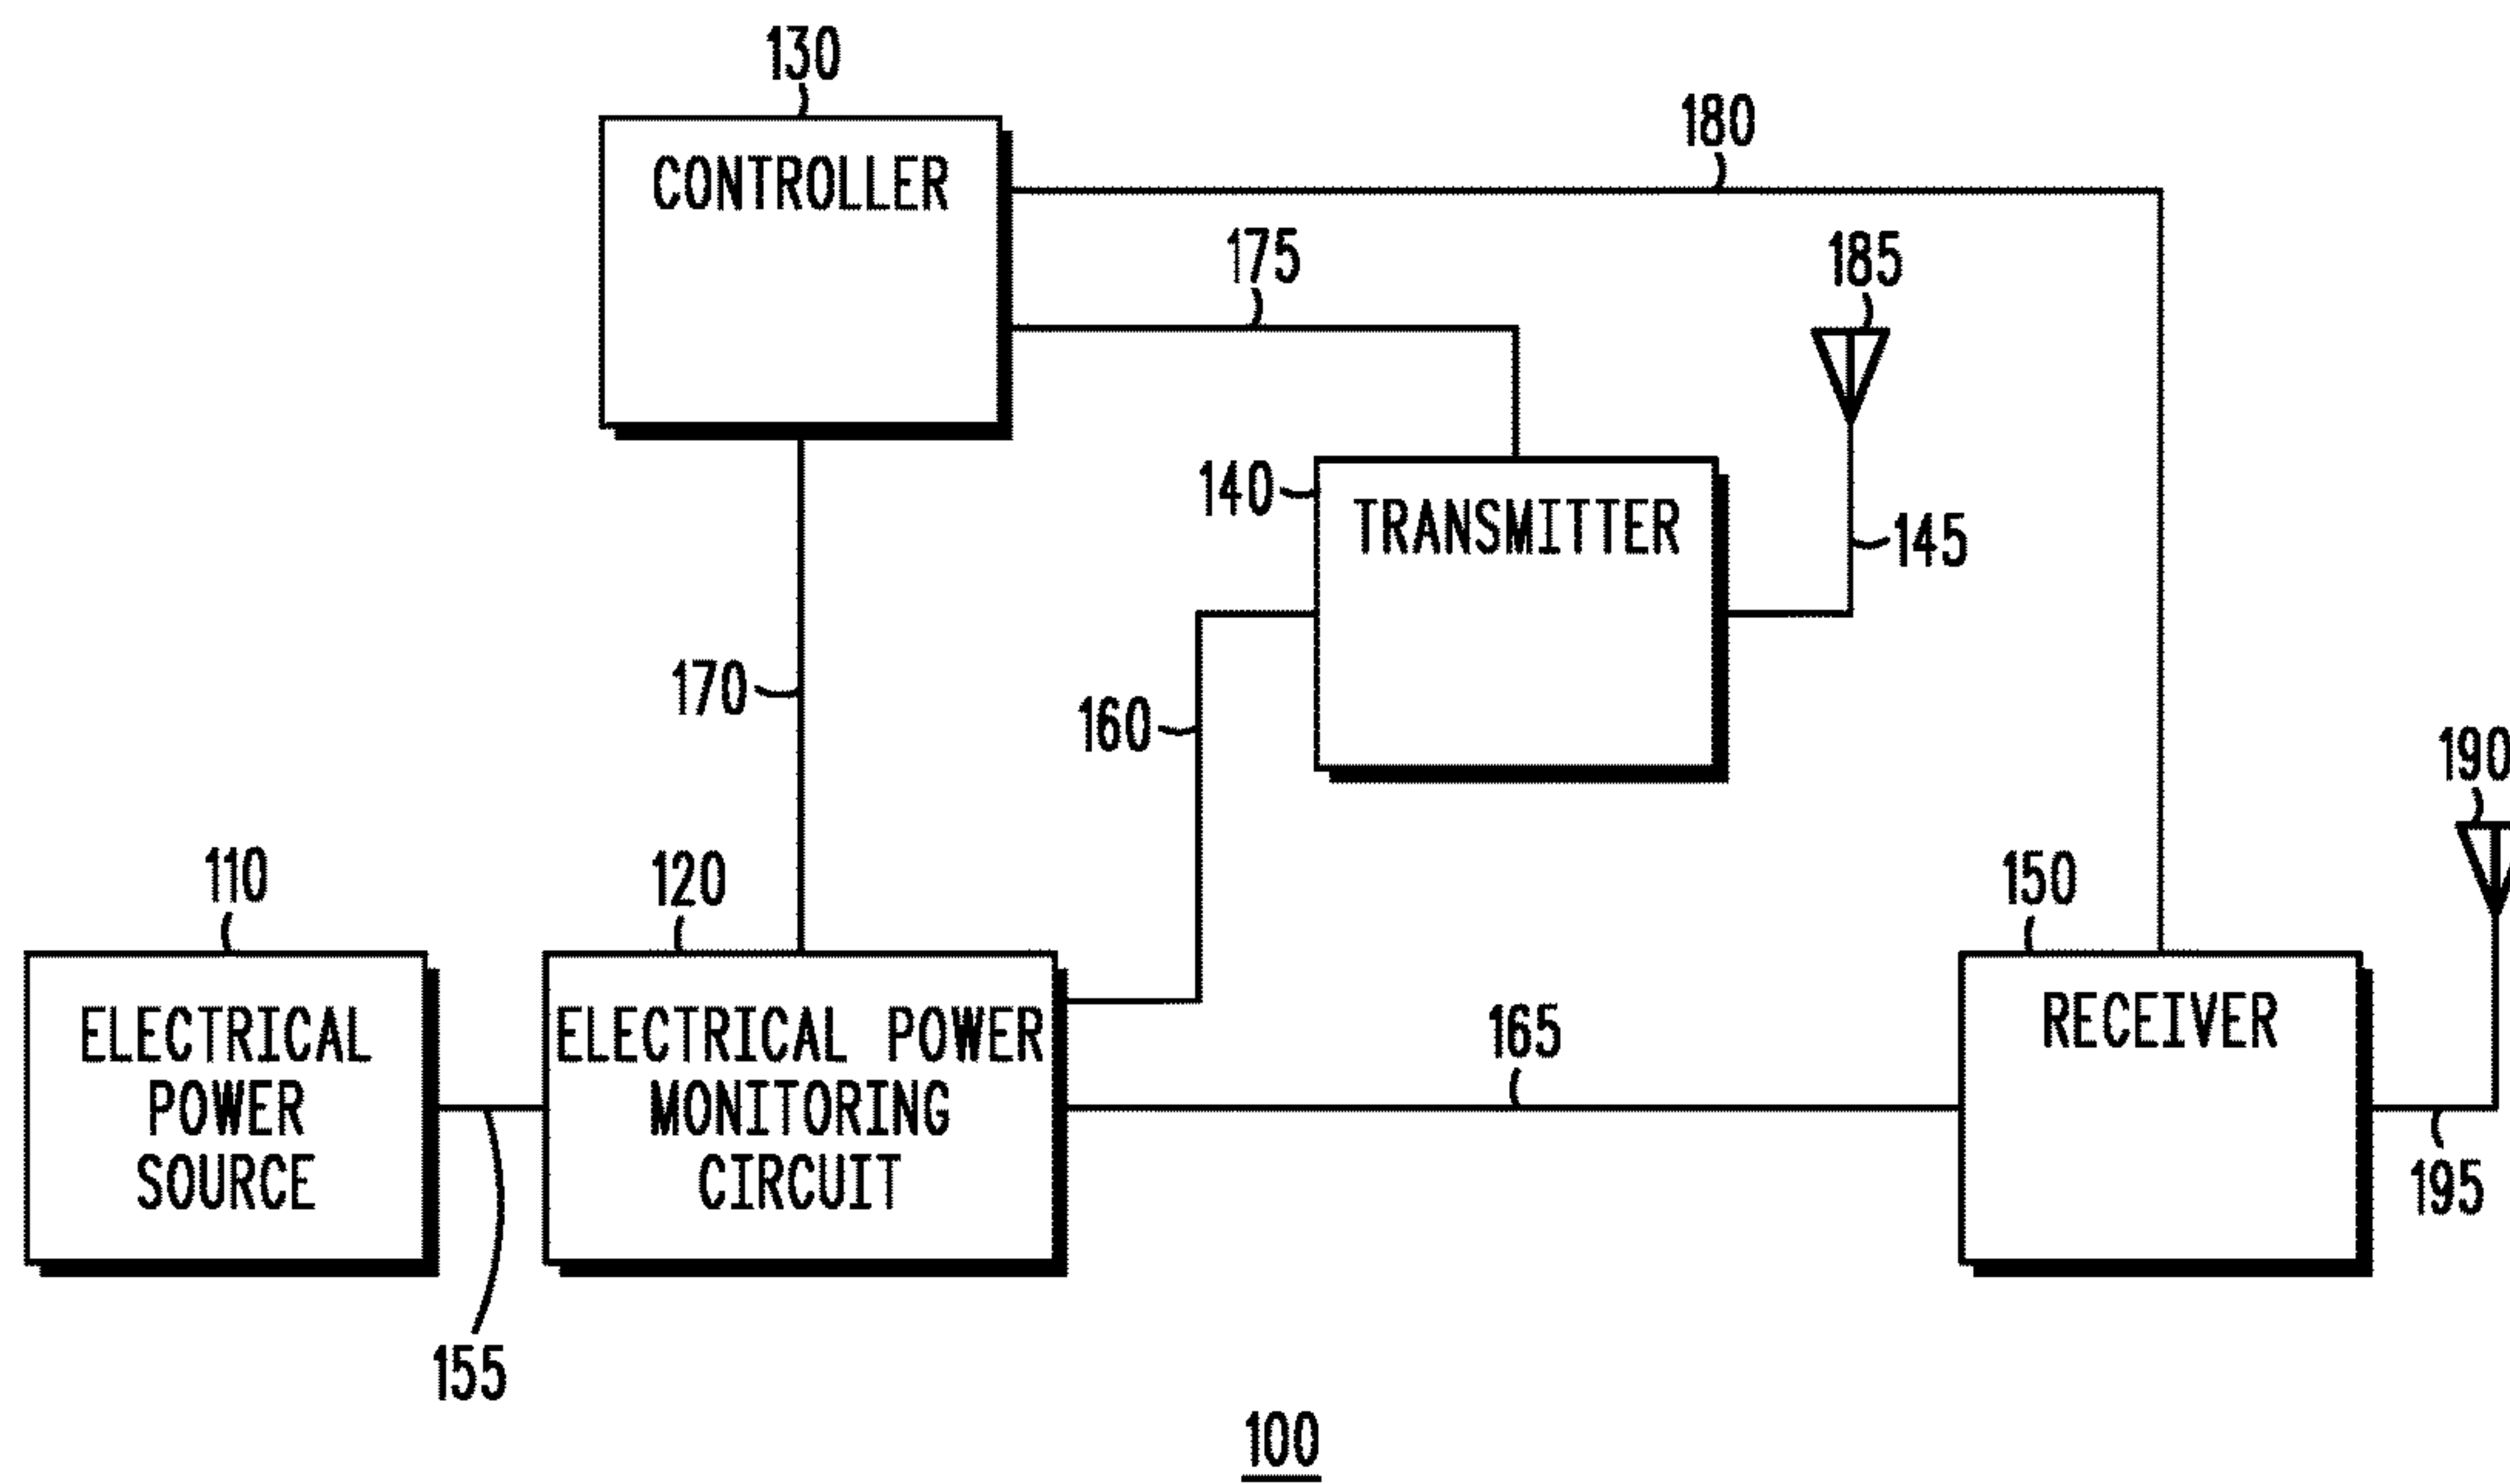 130
180
CONTROLLER
175
185
140
TRANSMITTER
145
170
160
190
110
120
150
ELECTRICAL
POWER
SOURCE
ELECTRICAL POWER
MONITORING
CIRCUIT
165
RECEIVER
195
155
100